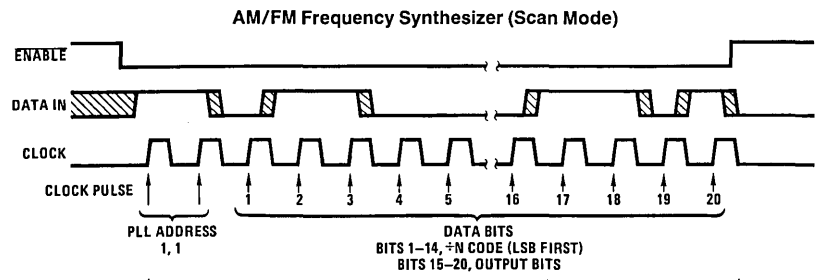 AM/FM Frequency Synthesizer (Scan Mode)
ENABLE
DATA IN
CLOCK
CLOCK PULSE 1 2 3 4 5 16 17 18 19 20
PLL ADDRESS
1, 1
DATA BITS
BITS 1–14, ÷N CODE (LSB FIRST)
BITS 15–20, OUTPUT BITS